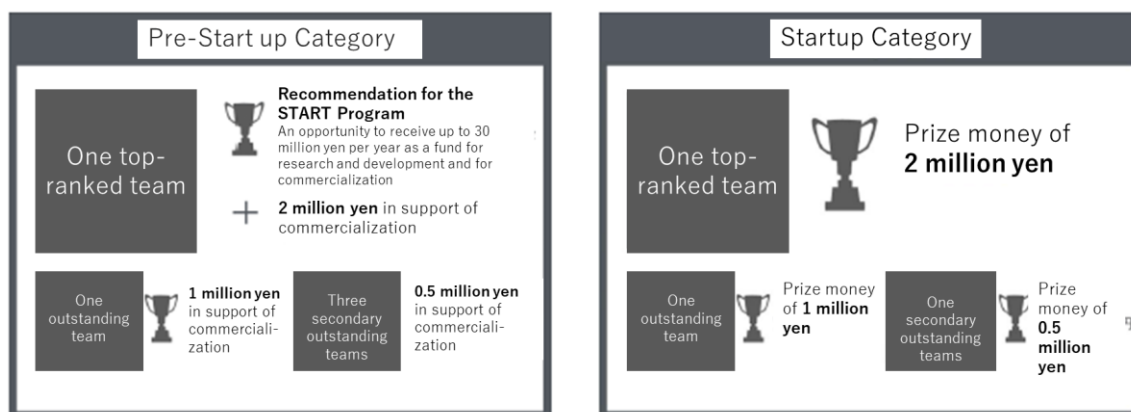 Pre-Start up Category
One top-
ranked team
Recommendation for the
START Program
An opportunity to receive up to 30
million yen per year as a fund for
research and development and for
commercialization
+
2 million yen in support of
commercialization
One
outstanding
team
1 million yen
in support of
commerciali-
zation
Three
secondary
outstanding
teams
0.5 million yen
in support of
commerciali-
zation
Startup Category
One top-
ranked team
Prize money of
2 million yen
One
outstanding
team
Prize money
of 1 million
yen
One
secondary
outstanding
teams
Prize
money of
0.5
million
yen